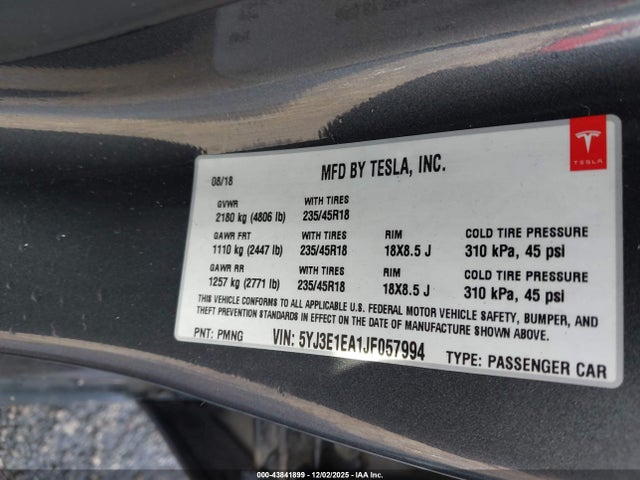 08/18 MFD BY TESLA, INC.
TESLA
GVWR WITH TIRES
2180 kg (4806 lb) 235/45R18
GAWR FRT WITH TIRES RIM COLD TIRE PRESSURE
1110 kg (2447 lb) 235/45R18 18X8.5 J 310 kPa, 45 psi
GAWR RR WITH TIRES RIM COLD TIRE PRESSURE
1257 kg (2771 lb) 235/45R18 18X8.5 J 310 kPa, 45 psi
THIS VEHICLE CONFORMS TO ALL APPLICABLE U.S. FEDERAL MOTOR VEHICLE SAFETY, BUMPER, AND
THEFT PREVENTION STANDARDS IN EFFECT ON THE DATE OF MANUFACTURE SHOWN ABOVE.
PNT: PMNG VIN: 5YJ3E1EA1JF057994 TYPE: PASSENGER CAR
000-43841899 - 12/02/2025 - IAA Inc.